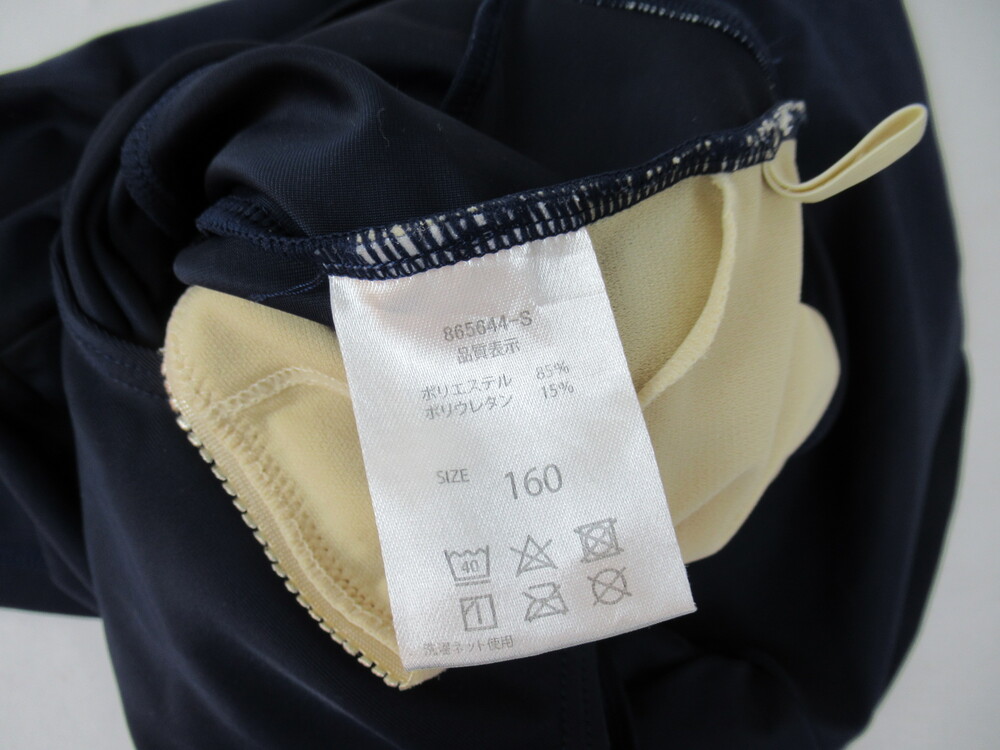 865644-S
品質表示
ポリエステル 85%
ポリウレタン 15%
SIZE 160
40
洗濯ネット使用